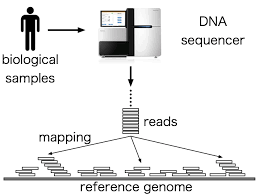 biological
samples
DNA
sequencer
reads
mapping
reference genome